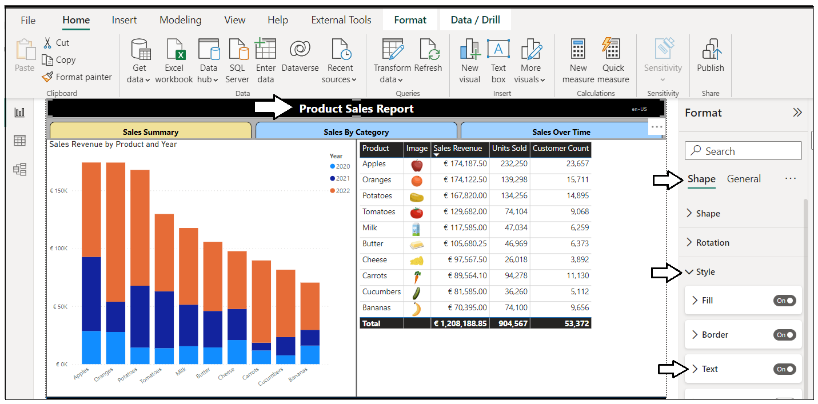 File Home Insert Modeling View Help External Tools Format Data / Drill
Paste
Cut
Copy
Format painter
Get data
Excel workbook
Data hub
SQL Server
Enter data
Dataverse
Recent sources
Transform data
Refresh
New visual
Text box
More visuals
New measure
Quick measure
Sensitivity
Publish
Clipboard Data Queries Insert Calculations Sensitivity Share
Product Sales Report
en-US
Sales Summary Sales By Category Sales Over Time
...
Sales Revenue by Product and Year
Year
2020
2021
2022
€ 150K
€ 100K
€ 50K
€ 0K
Apples Oranges Potatoes Tomatoes Milk Butter Cheese Carrots Cucumbers Bananas
Product Image Sales Revenue Units Sold Customer Count
Apples € 174,187.50 232,250 23,657
Oranges € 174,122.50 139,298 15,711
Potatoes € 167,820.00 134,256 14,895
Tomatoes € 129,682.00 74,104 9,068
Milk € 117,585.00 47,034 6,259
Butter € 105,680.25 46,969 6,373
Cheese € 97,567.50 26,018 3,892
Carrots € 89,564.10 94,278 11,130
Cucumbers € 81,585.00 36,260 5,112
Bananas € 70,395.00 74,100 9,656
Total € 1,208,188.85 904,567 53,372
Format
Search
Shape General ...
Shape
Rotation
Style
Fill On
Border On
Text On